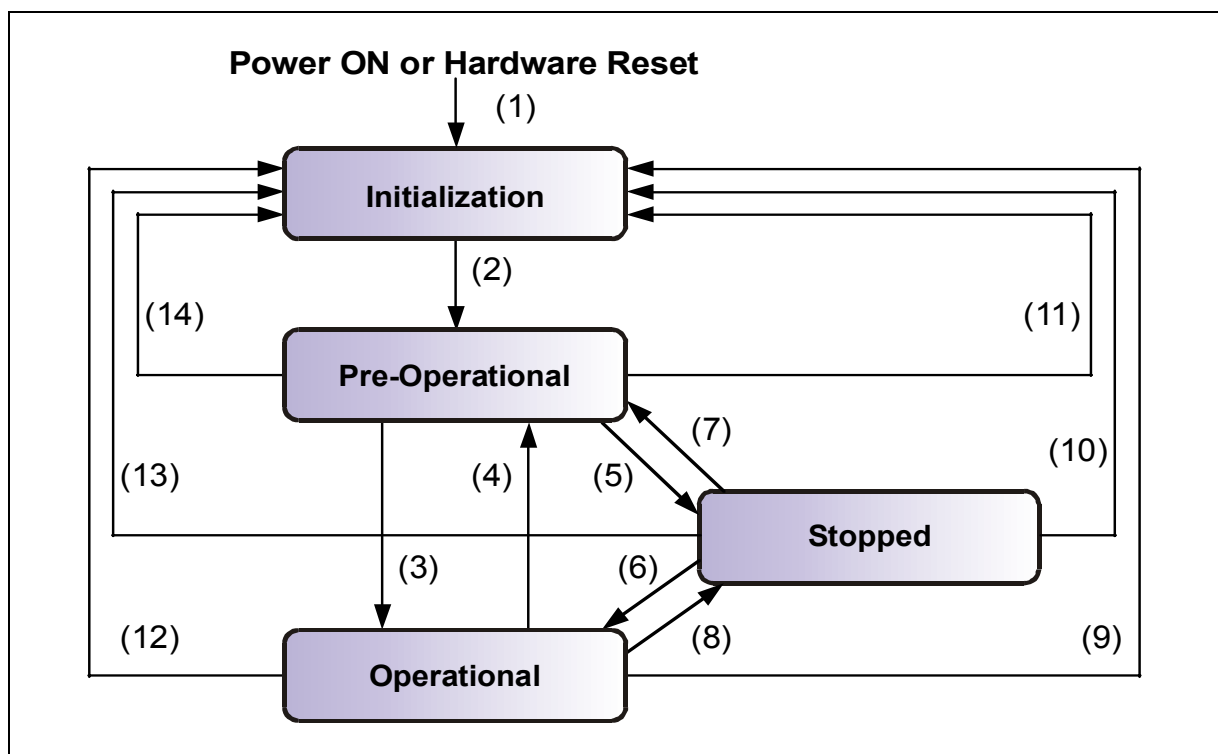 Power ON or Hardware Reset
(1)
Initialization
(2)
(14)
(11)
Pre-Operational
(7)
(13)
(4)
(5)
(10)
Stopped
(3)
(6)
(12)
(8)
(9)
Operational